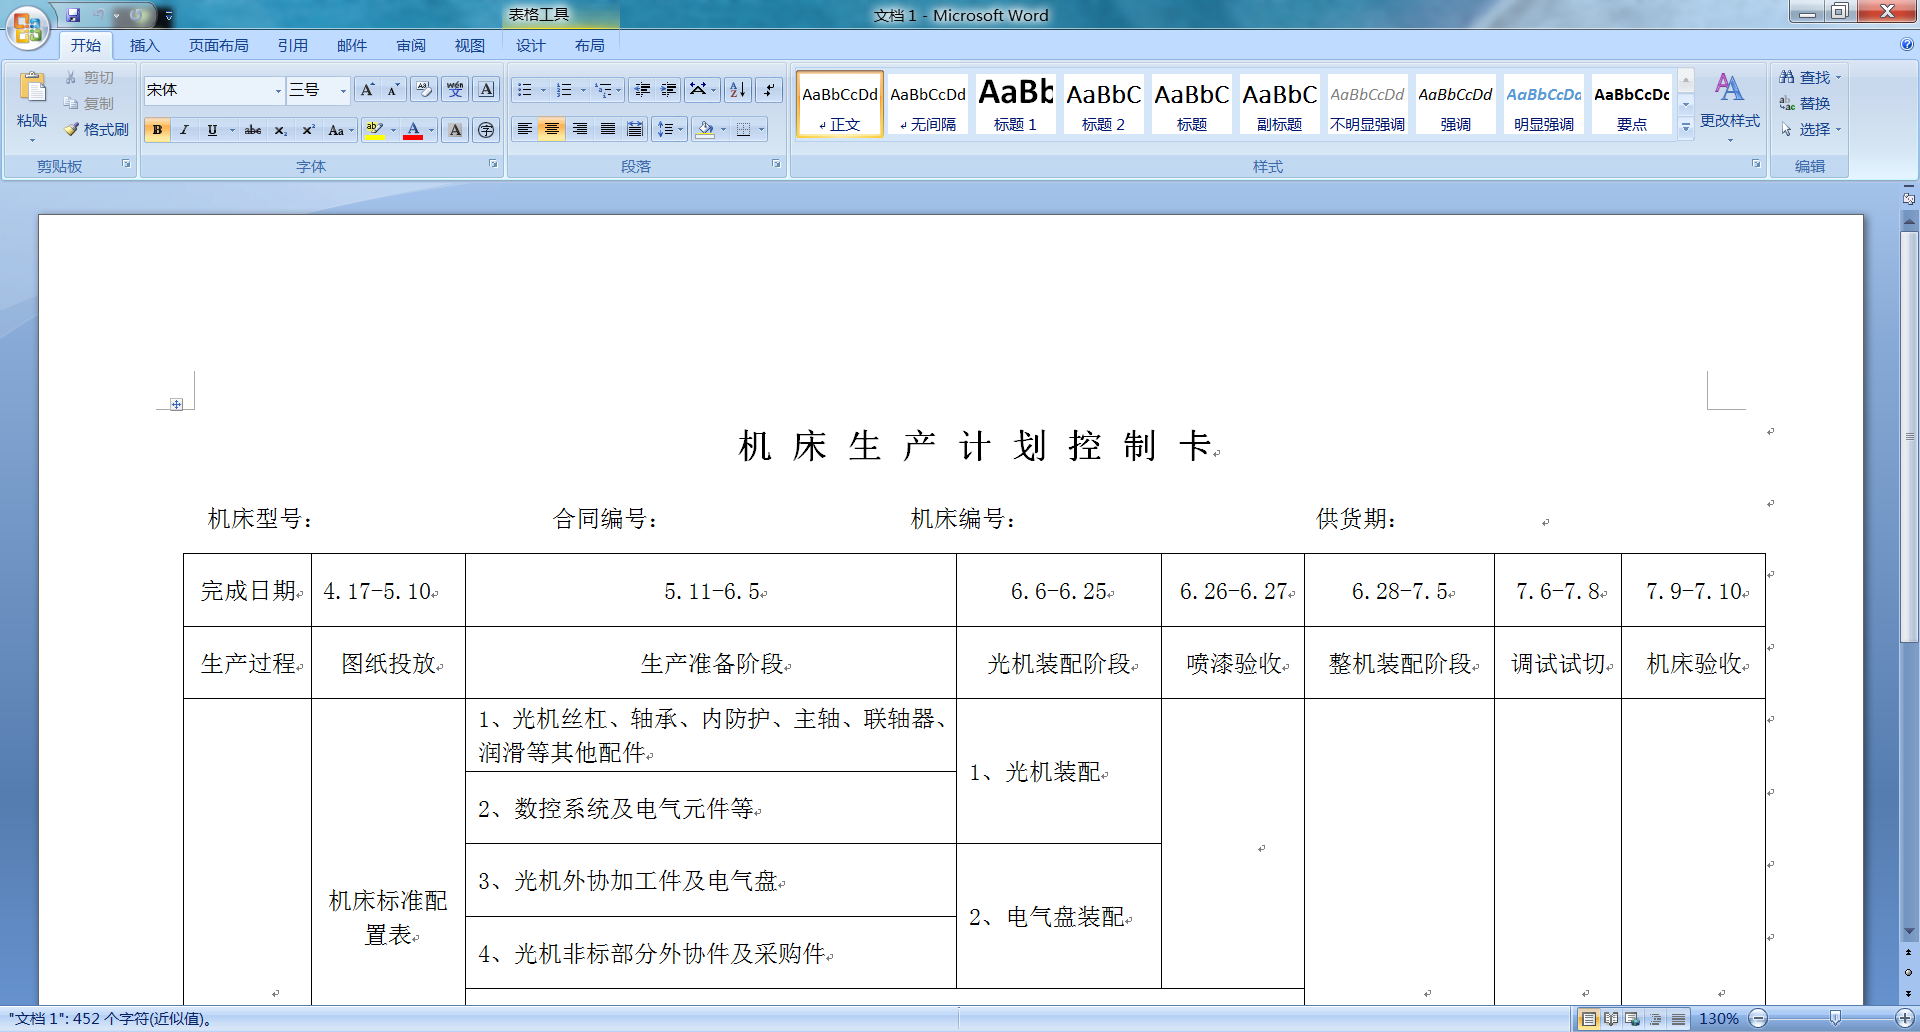 表格工具
文档 1 - Microsoft Word
开始 插入 页面布局 引用 邮件 审阅 视图 设计 布局
粘贴
剪切
复制
格式刷
剪贴板
宋体 三号
字体
段落
AaBbCcDd AaBbCcDd AaBb AaBbC AaBbC AaBbC AaBbCcDd AaBbCcDd AaBbCcDd AaBbCcDc
正文 无间隔 标题 1 标题 2 标题 副标题 不明显强调 强调 明显强调 要点
更改样式
样式
查找
替换
选择
编辑
机 床 生 产 计 划 控 制 卡
机床型号: 合同编号: 机床编号: 供货期:
完成日期 4.17-5.10 5.11-6.5 6.6-6.25 6.26-6.27 6.28-7.5 7.6-7.8 7.9-7.10
生产过程 图纸投放 生产准备阶段 光机装配阶段 喷漆验收 整机装配阶段 调试试切 机床验收
1、光机丝杠、轴承、内防护、主轴、联轴器、
润滑等其他配件
1、光机装配
2、数控系统及电气元件等
3、光机外协加工件及电气盘
机床标准配
置表
2、电气盘装配
4、光机非标部分外协件及采购件
"文档 1": 452 个字符(近似值)。
130%